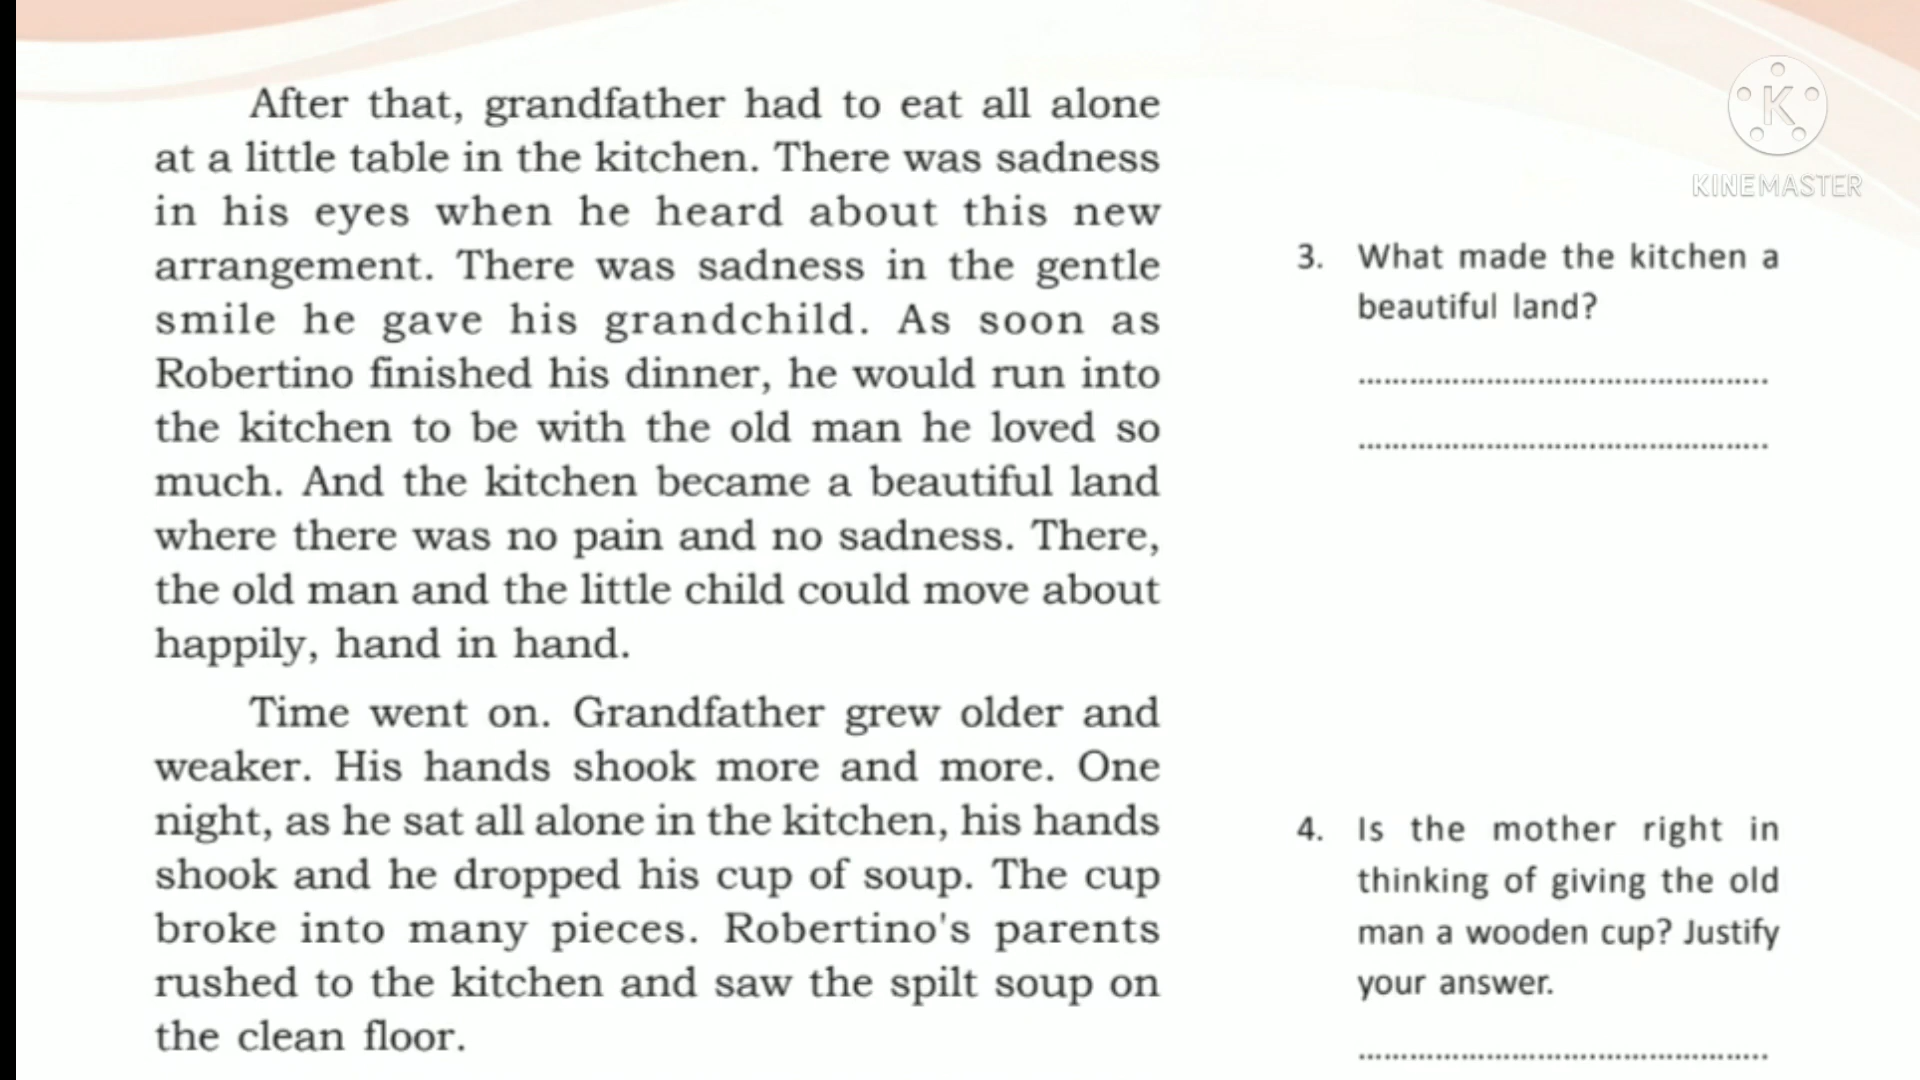 After that, grandfather had to eat all alone
at a little table in the kitchen. There was sadness
in his eyes when he heard about this new
arrangement. There was sadness in the gentle
smile he gave his grandchild. As soon as
Robertino finished his dinner, he would run into
the kitchen to be with the old man he loved so
much. And the kitchen became a beautiful land
where there was no pain and no sadness. There,
the old man and the little child could move about
happily, hand in hand.
Time went on. Grandfather grew older and
weaker. His hands shook more and more. One
night, as he sat all alone in the kitchen, his hands
shook and he dropped his cup of soup. The cup
broke into many pieces. Robertino's parents
rushed to the kitchen and saw the spilt soup on
the clean floor.
K
KINEMASTER
3. What made the kitchen a
beautiful land?
4. Is the mother right in
thinking of giving the old
man a wooden cup? Justify
your answer.